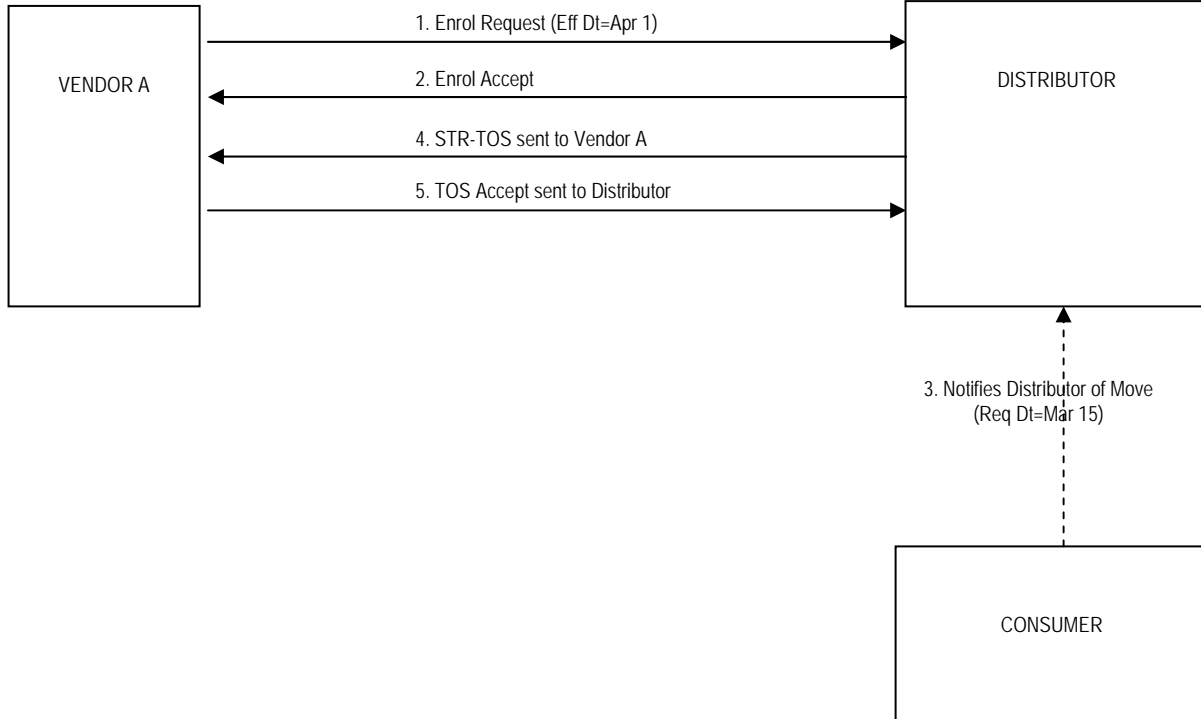 1. Enrol Request (Eff Dt=Apr 1)
VENDOR A
DISTRIBUTOR
2. Enrol Accept
4. STR-TOS sent to Vendor A
5. TOS Accept sent to Distributor
3. Notifies Distributor of Move
(Req Dt=Mar 15)
CONSUMER